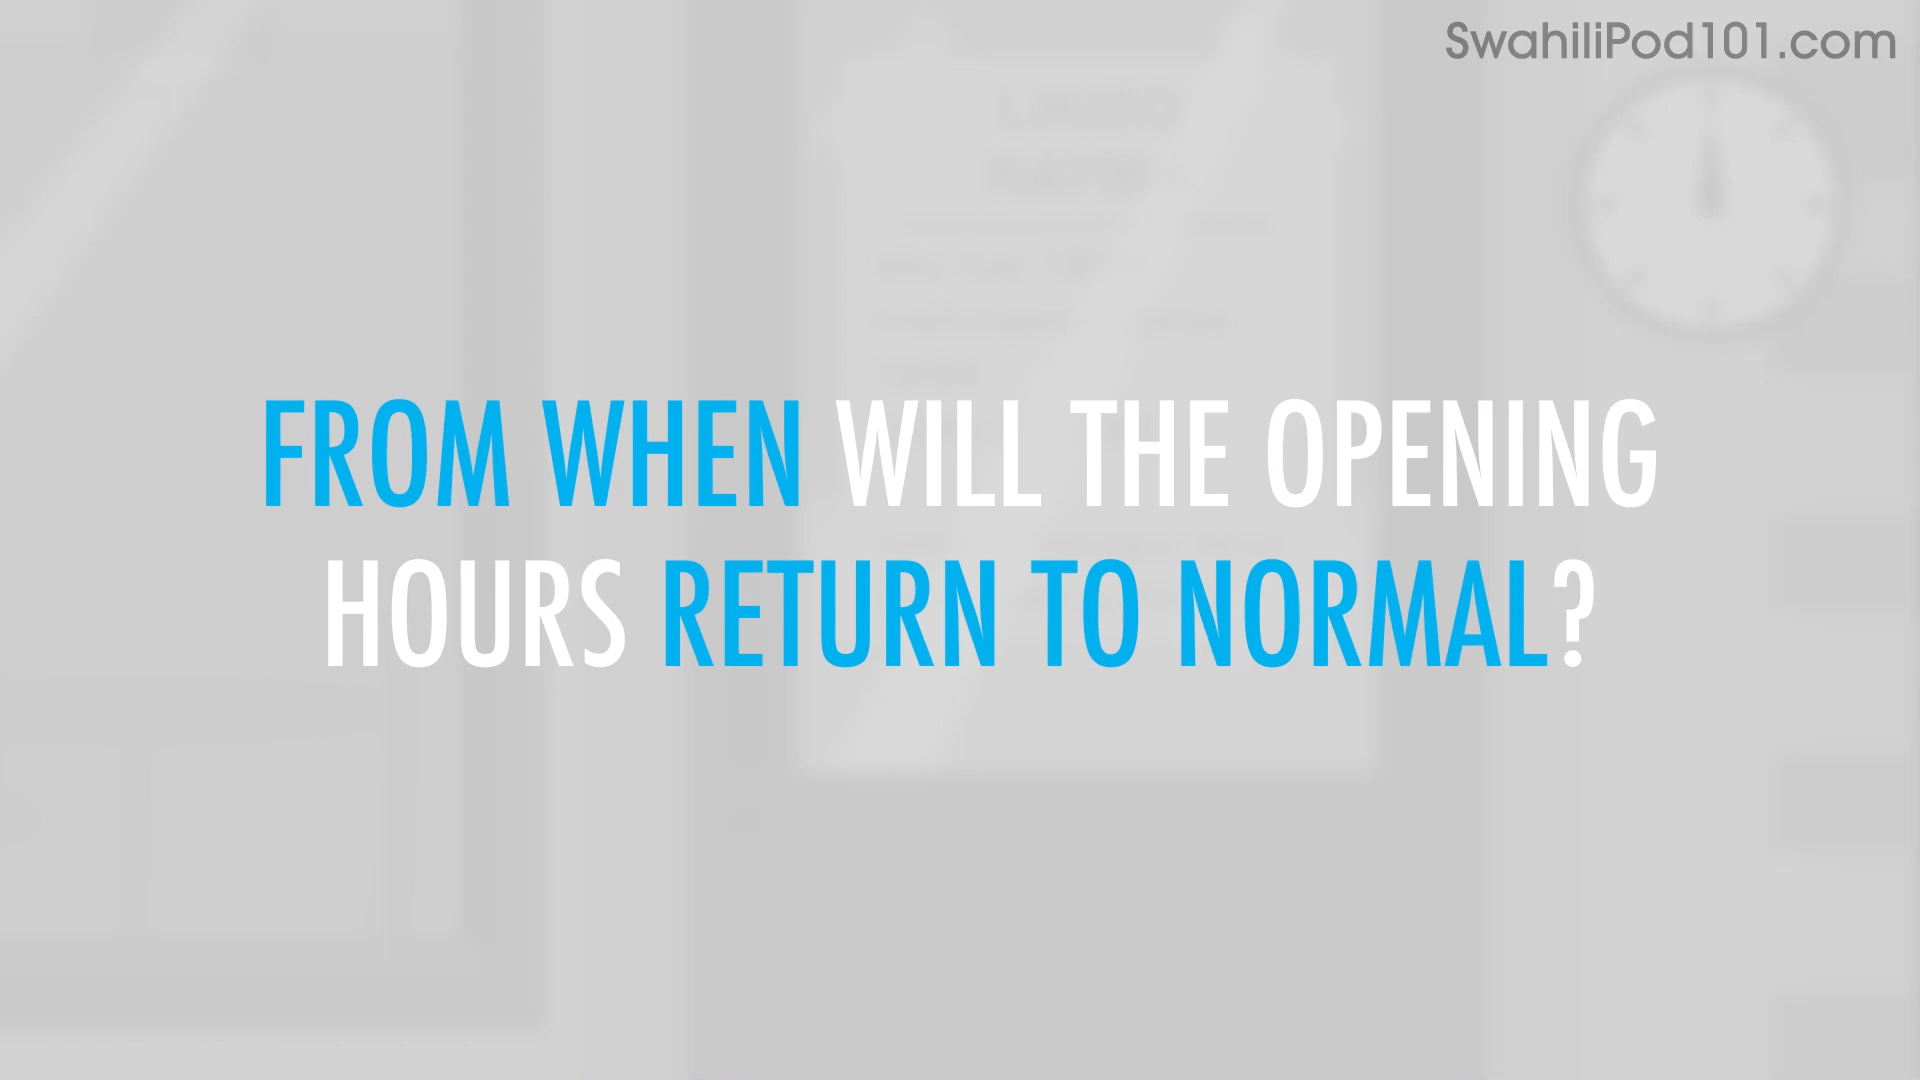 SwahiliPod101.com
FROM WHEN WILL THE OPENING
HOURS RETURN TO NORMAL?